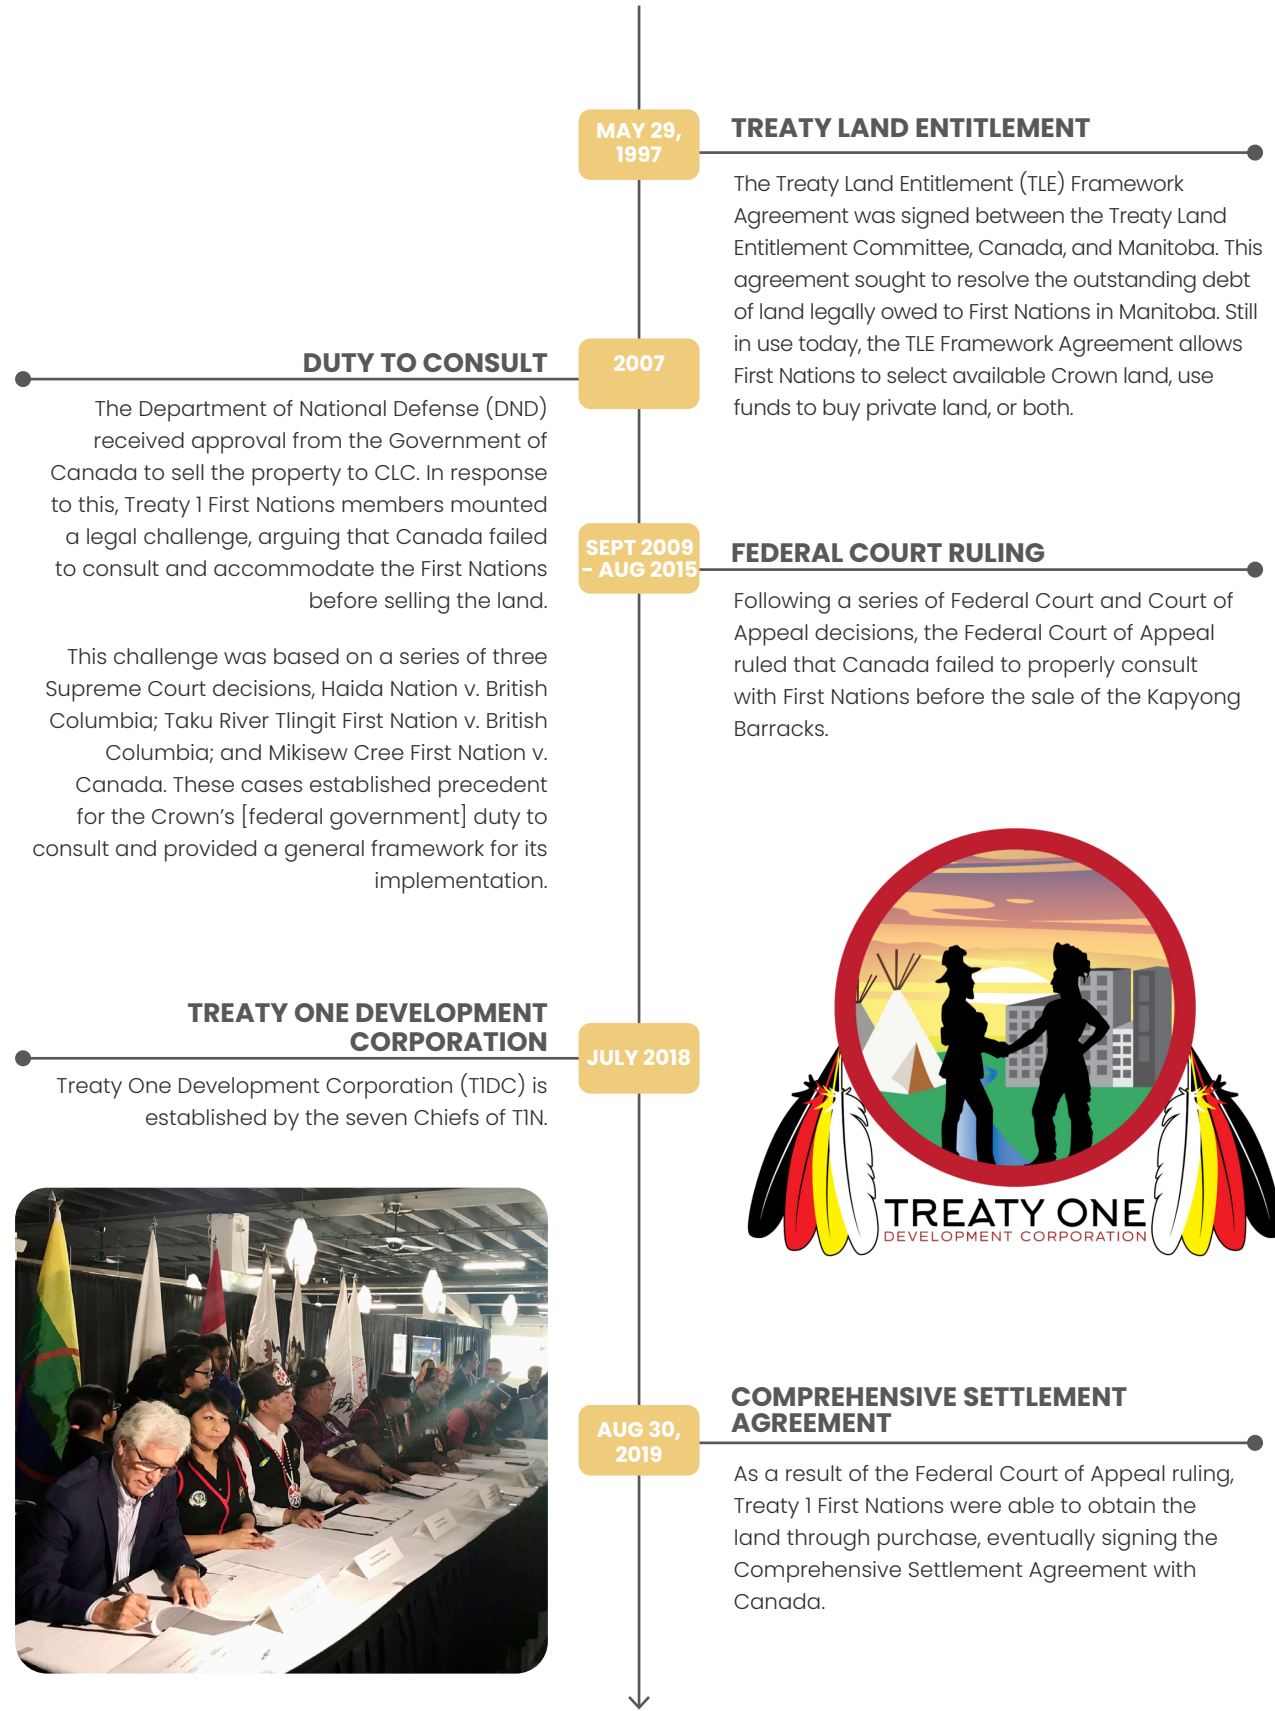 MAY 29,
1997
TREATY LAND ENTITLEMENT
The Treaty Land Entitlement (TLE) Framework
Agreement was signed between the Treaty Land
Entitlement Committee, Canada, and Manitoba. This
agreement sought to resolve the outstanding debt
of land legally owed to First Nations in Manitoba. Still
in use today, the TLE Framework Agreement allows
First Nations to select available Crown land, use
funds to buy private land, or both.
2007
DUTY TO CONSULT
The Department of National Defense (DND)
received approval from the Government of
Canada to sell the property to CLC. In response
to this, Treaty 1 First Nations members mounted
a legal challenge, arguing that Canada failed
to consult and accommodate the First Nations
before selling the land.
This challenge was based on a series of three
Supreme Court decisions, Haida Nation v. British
Columbia; Taku River Tlingit First Nation v. British
Columbia; and Mikisew Cree First Nation v.
Canada. These cases established precedent
for the Crown's [federal government] duty to
consult and provided a general framework for its
implementation.
SEPT 2009
- AUG 2015
FEDERAL COURT RULING
Following a series of Federal Court and Court of
Appeal decisions, the Federal Court of Appeal
ruled that Canada failed to properly consult
with First Nations before the sale of the Kapyong
Barracks.
TREATY ONE DEVELOPMENT
CORPORATION
JULY 2018
Treaty One Development Corporation (T1DC) is
established by the seven Chiefs of T1N.
TREATY ONE
DEVELOPMENT CORPORATION
COMPREHENSIVE SETTLEMENT
AGREEMENT
AUG 30,
2019
As a result of the Federal Court of Appeal ruling,
Treaty 1 First Nations were able to obtain the
land through purchase, eventually signing the
Comprehensive Settlement Agreement with
Canada.